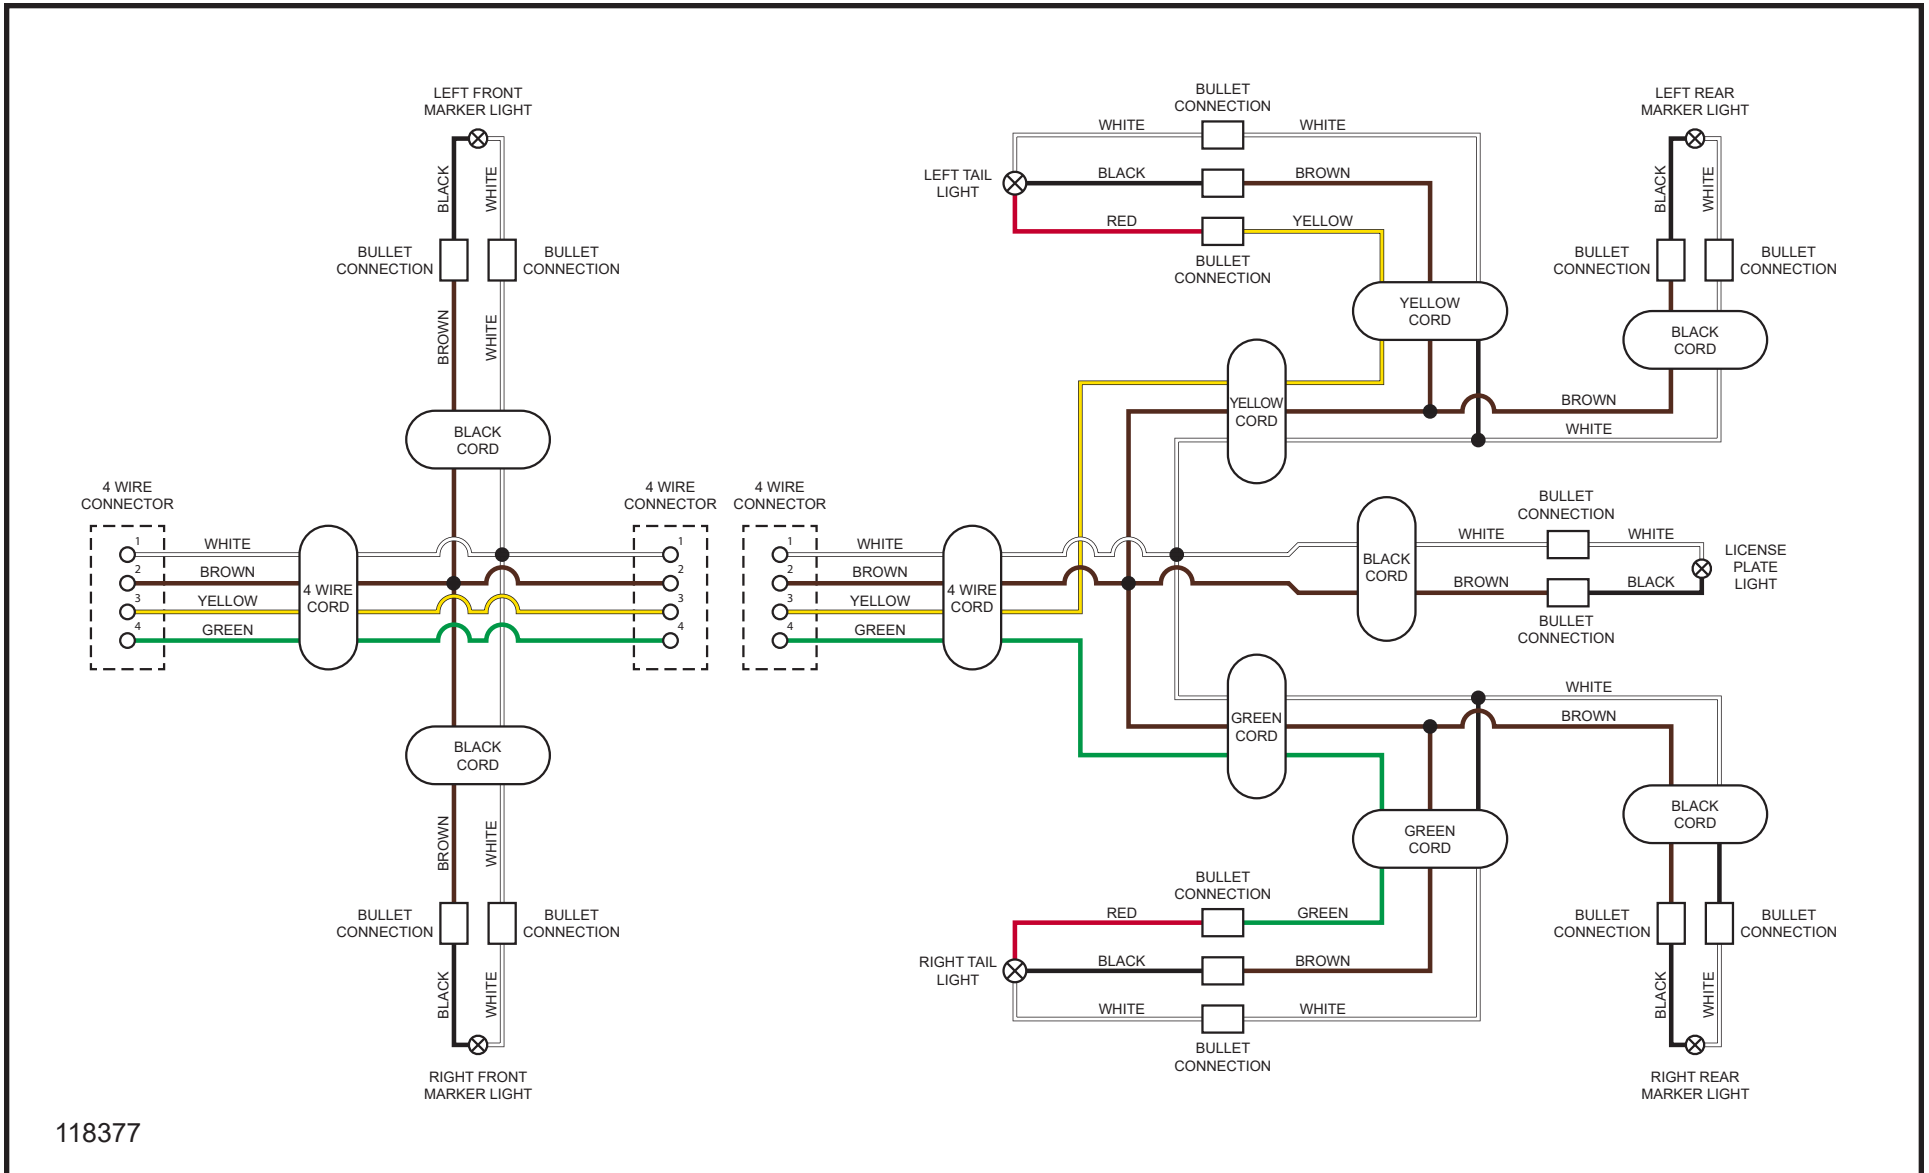 LEFT FRONT
MARKER LIGHT
BLACK
WHITE
BULLET
CONNECTION
BULLET
CONNECTION
BROWN
WHITE
BLACK
CORD
4 WIRE
CONNECTOR
4 WIRE
CONNECTOR
1
WHITE
2
BROWN
3
YELLOW
4
GREEN
4 WIRE
CORD
1
2
3
4
BLACK
CORD
BROWN
WHITE
BULLET
CONNECTION
BULLET
CONNECTION
BLACK
WHITE
RIGHT FRONT
MARKER LIGHT
4 WIRE
CONNECTOR
1
WHITE
2
BROWN
3
YELLOW
4
GREEN
4 WIRE
CORD
BULLET
CONNECTION
WHITE
WHITE
LEFT TAIL
LIGHT
BLACK
BROWN
RED
YELLOW
BULLET
CONNECTION
YELLOW
CORD
YELLOW
CORD
LEFT REAR
MARKER LIGHT
BLACK
WHITE
BULLET
CONNECTION
BULLET
CONNECTION
BLACK
CORD
BROWN
WHITE
BLACK
CORD
BULLET
CONNECTION
WHITE
WHITE
BROWN
BLACK
BULLET
CONNECTION
LICENSE
PLATE
LIGHT
GREEN
CORD
WHITE
BROWN
GREEN
CORD
BULLET
CONNECTION
RED
GREEN
RIGHT TAIL
LIGHT
BLACK
BROWN
WHITE
WHITE
BULLET
CONNECTION
BLACK
CORD
BULLET
CONNECTION
BULLET
CONNECTION
BLACK
WHITE
RIGHT REAR
MARKER LIGHT
118377